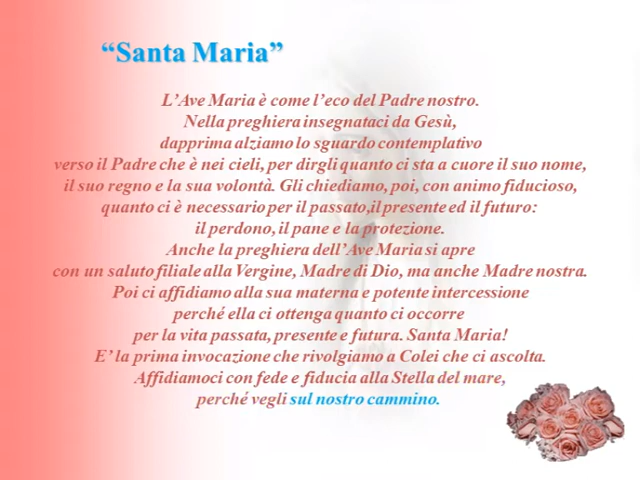 “Santa Maria”
L’Ave Maria è come l’eco del Padre nostro.
Nella preghiera insegnataci da Gesù,
dapprima alziamo lo sguardo contemplativo
verso il Padre che è nei cieli, per dirgli quanto ci sta a cuore il suo nome,
il suo regno e la sua volontà. Gli chiediamo, poi, con animo fiducioso,
quanto ci è necessario per il passato,il presente ed il futuro:
il perdono, il pane e la protezione.
Anche la preghiera dell’Ave Maria si apre
con un saluto filiale alla Vergine, Madre di Dio, ma anche Madre nostra.
Poi ci affidiamo alla sua materna e potente intercessione
perché ella ci ottenga quanto ci occorre
per la vita passata, presente e futura. Santa Maria!
E’ la prima invocazione che rivolgiamo a Colei che ci ascolta.
Affidiamoci con fede e fiducia alla Stella del mare,
perché vegli sul nostro cammino.